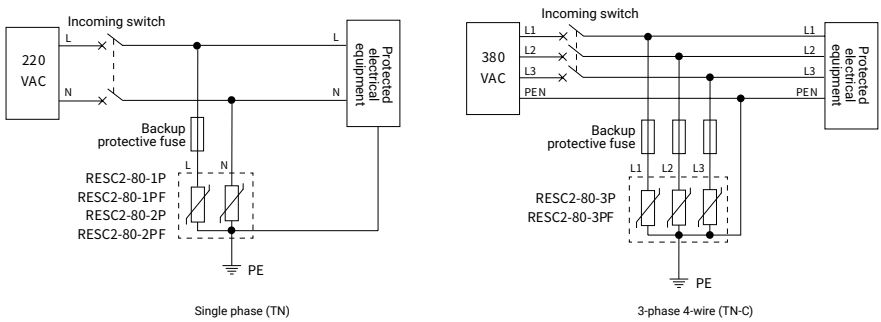 Incoming switch
L
L
220
VAC
N
N
Protected
electrical
equipment
Backup
protective fuse
L
N
RESC2-80-1P
RESC2-80-1PF
RESC2-80-2P
RESC2-80-2PF
PE
Single phase (TN)
Incoming switch
L1
L1
L2
L2
380
VAC
L3
L3
PEN
PEN
Protected
electrical
equipment
Backup
protective fuse
L1
L2
L3
RESC2-80-3P
RESC2-80-3PF
PE
3-phase 4-wire (TN-C)